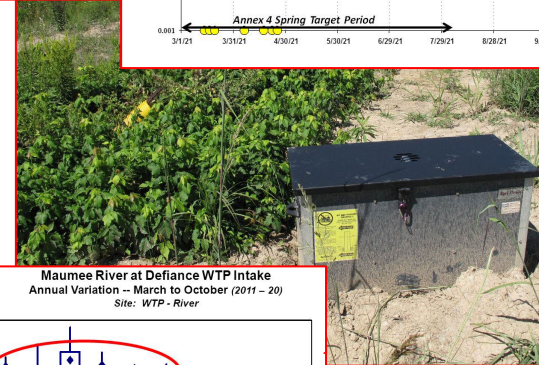 Annex 4 Spring Target Period
0.001
3/1/21 3/31/21 4/30/21 5/30/21 6/29/21 7/29/21 8/28/21
Maumee River at Defiance WTP Intake
Annual Variation -- March to October (2011 – 20)
Site: WTP - River